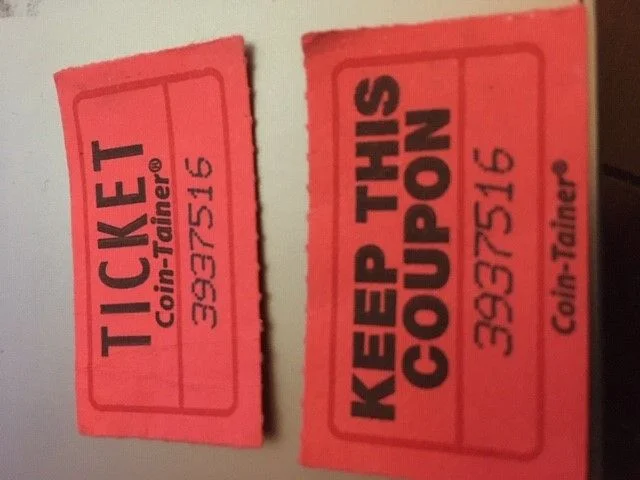 TICKET
Coin-Tainer®
3937516
KEEP THIS
COUPON
3937516
Coin-Tainer®